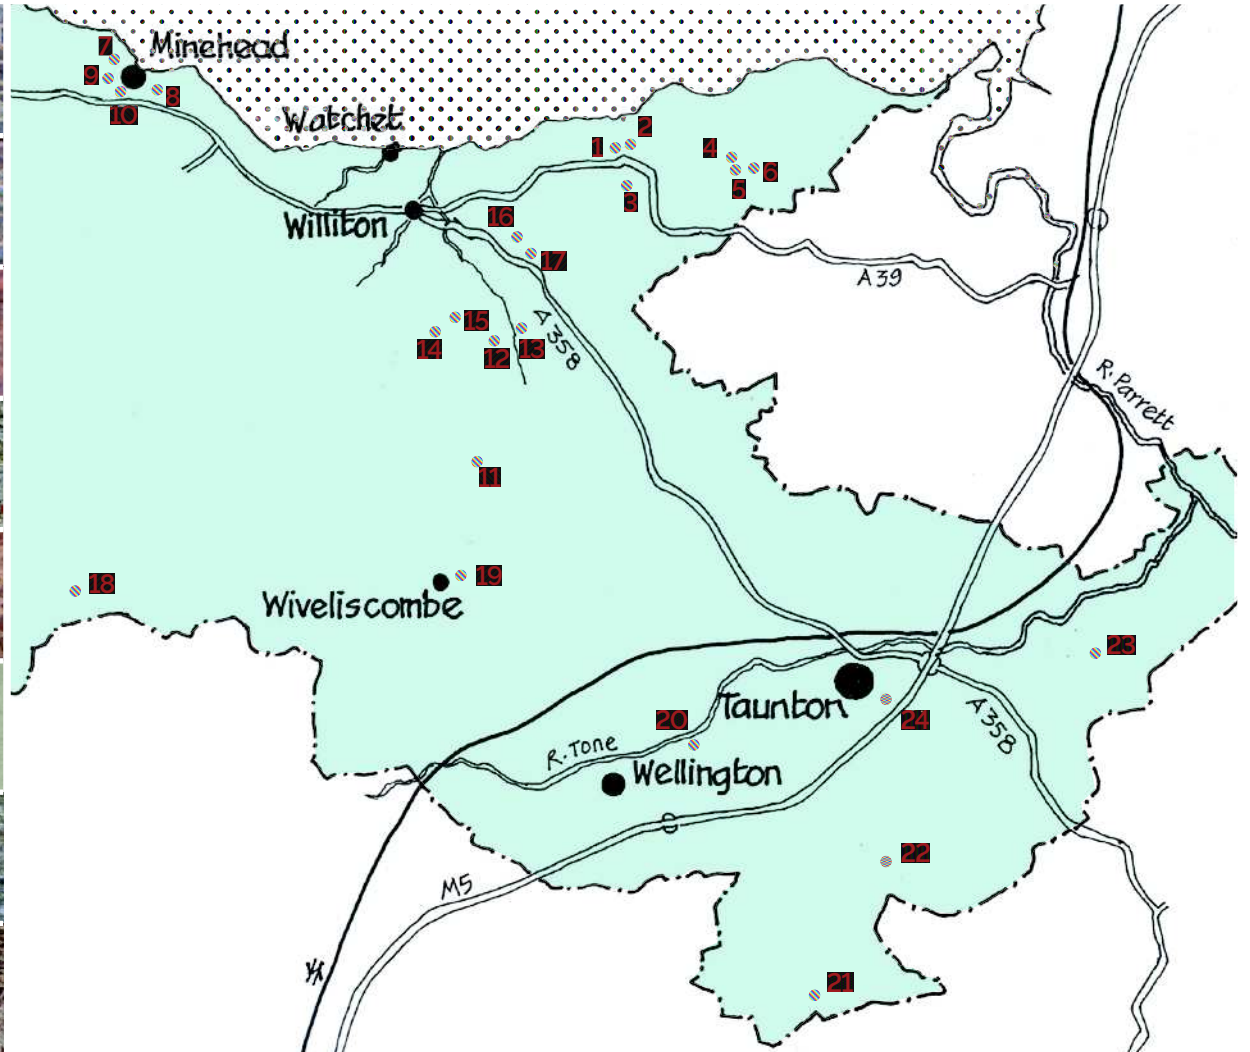 7
Minehead
9
8
10
Watchet
2
1
4
6
5
3
Williton
16
17
A39
15
13
14
12
A358
R. Parrett
11
18
19
Wiveliscombe
23
20
Taunton
24
A358
R. Tone
Wellington
22
M5
21